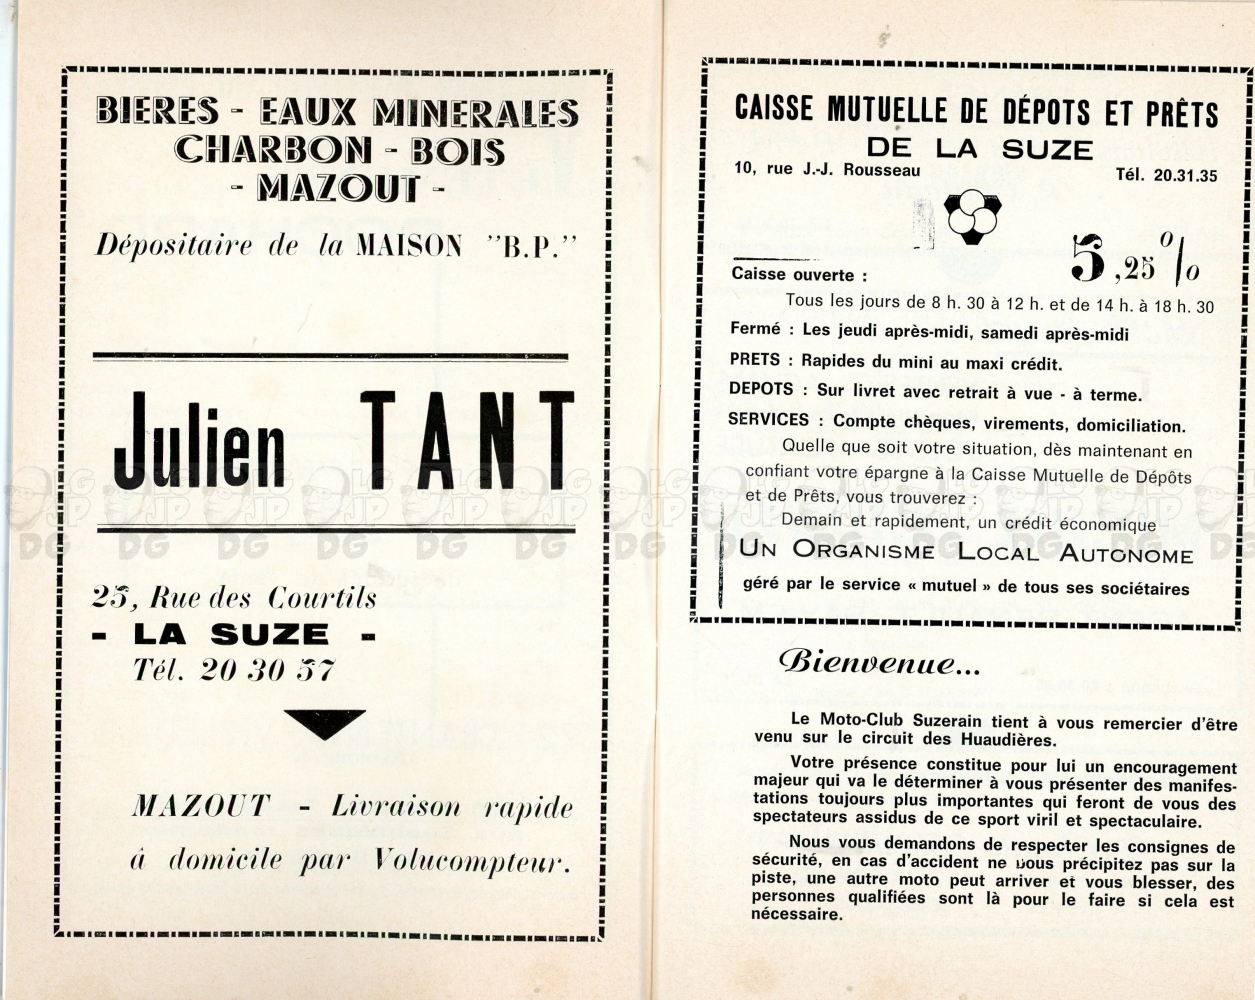 BIERES - EAUX MINERALES
CHARBON - BOIS
- MAZOUT -
Dépositaire de la MAISON "B.P."
Julien TANT
25, Rue des Courtils
- LA SUZE -
Tél. 20 30 57
MAZOUT - Livraison rapide
à domicile par Volucompteur.
CAISSE MUTUELLE DE DÉPOTS ET PRÊTS
DE LA SUZE
10, rue J.-J. Rousseau Tél. 20.31.35
5,25 %
Caisse ouverte :
Tous les jours de 8 h. 30 à 12 h. et de 14 h. à 18 h. 30
Fermé : Les jeudi après-midi, samedi après-midi
PRETS : Rapides du mini au maxi crédit.
DEPOTS : Sur livret avec retrait à vue - à terme.
SERVICES : Compte chèques, virements, domiciliation.
Quelle que soit votre situation, dès maintenant en
confiant votre épargne à la Caisse Mutuelle de Dépôts
et de Prêts, vous trouverez :
Demain et rapidement, un crédit économique
UN ORGANISME LOCAL AUTONOME
géré par le service « mutuel » de tous ses sociétaires
Bienvenue...
Le Moto-Club Suzerain tient à vous remercier d'être
venu sur le circuit des Huaudières.
Votre présence constitue pour lui un encouragement
majeur qui va le déterminer à vous présenter des manifes-
tations toujours plus importantes qui feront de vous des
spectateurs assidus de ce sport viril et spectaculaire.
Nous vous demandons de respecter les consignes de
sécurité, en cas d'accident ne vous précipitez pas sur la
piste, une autre moto peut arriver et vous blesser, des
personnes qualifiées sont là pour le faire si cela est
nécessaire.
LG JP DG